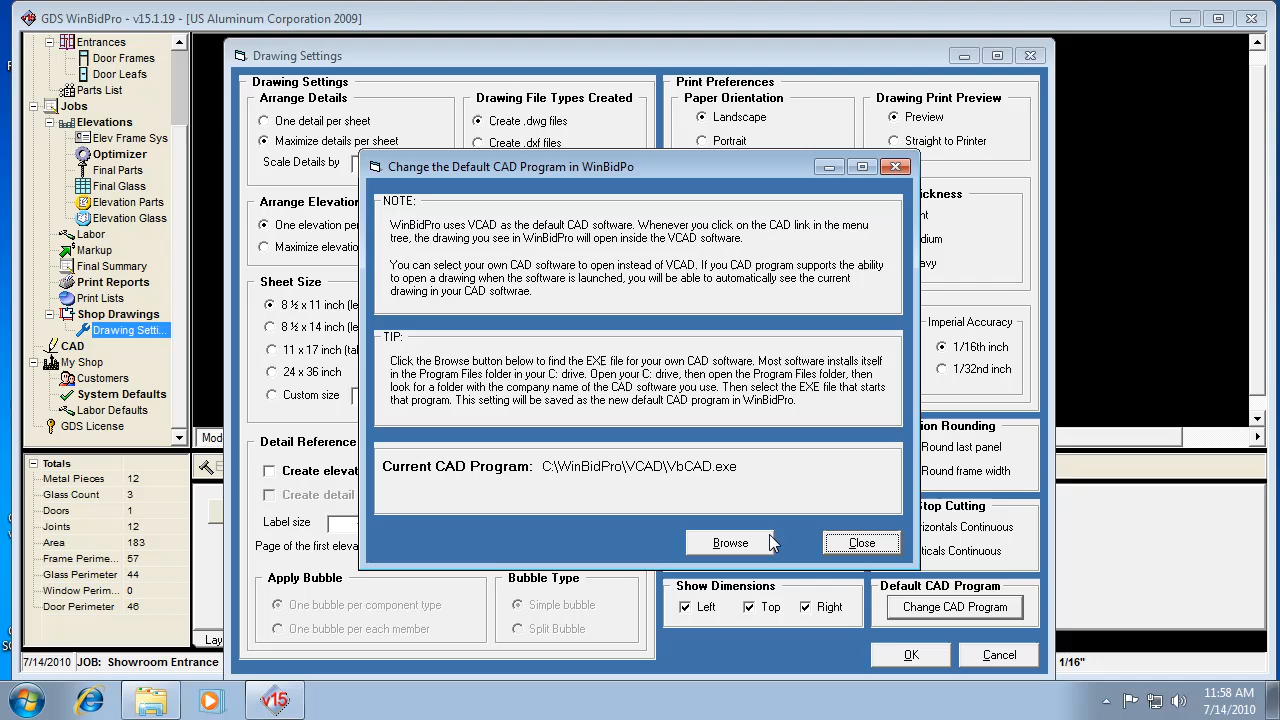 GDS WinBidPro - v15.1.19 - [US Aluminum Corporation 2009]
Entrances
Door Frames
Door Leafs
Parts List
Jobs
Elevations
Elev Frame Sys
Optimizer
Final Parts
Final Glass
Elevation Parts
Elevation Glass
Labor
Markup
Final Summary
Print Reports
Print Lists
Shop Drawings
Drawing Setti...
CAD
My Shop
Customers
System Defaults
Labor Defaults
GDS License
Totals
Metal Pieces 12
Glass Count 3
Doors 1
Joints 12
Area 183
Frame Perime... 57
Glass Perimeter 44
Window Perim... 0
Door Perimeter 46
7/14/2010 JOB: Showroom Entrance
Mod
Lay
1/16"
Drawing Settings
Drawing Settings
Arrange Details
One detail per sheet
Maximize details per sheet
Scale Details by
Drawing File Types Created
Create .dwg files
Create .dxf files
Arrange Elevation
One elevation pe
Maximize elevatio
Sheet Size
8 ½ x 11 inch (le
8 ½ x 14 inch (le
11 x 17 inch (ta
24 x 36 inch
Custom size
Detail Reference
Create elevat
Create detail
Label size
Page of the first eleva
Apply Bubble
One bubble per component type
One bubble per each member
Bubble Type
Simple bubble
Split Bubble
Print Preferences
Paper Orientation
Landscape
Portrait
Drawing Print Preview
Preview
Straight to Printer
ickness
nt
dium
avy
Imperial Accuracy
1/16th inch
1/32nd inch
on Rounding
Round last panel
Round frame width
Stop Cutting
rizontals Continuous
ticals Continuous
Show Dimensions
Left Top Right
Default CAD Program
Change CAD Program
OK Cancel
Change the Default CAD Program in WinBidPo
NOTE:
WinBidPro uses VCAD as the default CAD software. Whenever you click on the CAD link in the menu
tree, the drawing you see in WinBidPro will open inside the VCAD software.
You can select your own CAD software to open instead of VCAD. If you CAD program supports the ability
to open a drawing when the software is launched, you will be able to automatically see the current
drawing in your CAD softwrae.
TIP:
Click the Browse button below to find the EXE file for your own CAD software. Most software installs itself
in the Program Files folder in your C: drive. Open your C: drive, then open the Program Files folder, then
look for a folder with the company name of the CAD software you use. Then select the EXE file that starts
that program. This setting will be saved as the new default CAD program in WinBidPro.
Current CAD Program: C:\WinBidPro\VCAD\VbCAD.exe
Browse Close
v15
11:58 AM
7/14/2010